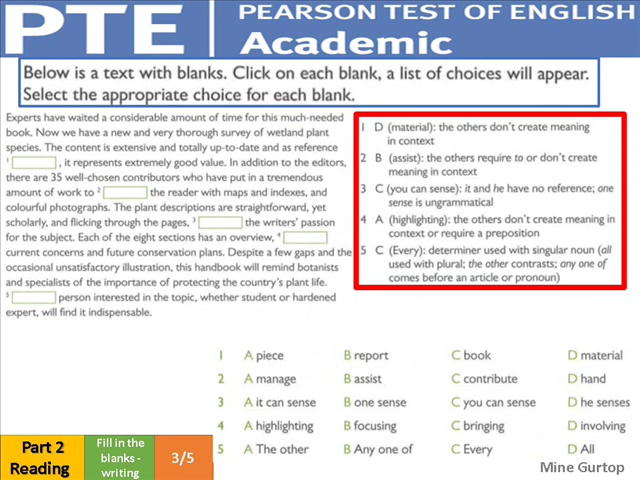 PTE
PEARSON TEST OF ENGLISH
Academic
Below is a text with blanks. Click on each blank, a list of choices will appear.
Select the appropriate choice for each blank.
Experts have waited a considerable amount of time for this much-needed
book. Now we have a new and very thorough survey of wetland plant
species. The content is extensive and totally up-to-date and as reference
1 , it represents extremely good value. In addition to the editors,
there are 35 well-chosen contributors who have put in a tremendous
amount of work to 2 the reader with maps and indexes, and
colourful photographs. The plant descriptions are straightforward, yet
scholarly, and flicking through the pages, 3 the writers' passion
for the subject. Each of the eight sections has an overview, 4
current concerns and future conservation plans. Despite a few gaps and the
occasional unsatisfactory illustration, this handbook will remind botanists
and specialists of the importance of protecting the country's plant life.
5 person interested in the topic, whether student or hardened
expert, will find it indispensable.
1 D (material): the others don't create meaning
in context
2 B (assist): the others require to or don't create
meaning in context
3 C (you can sense): it and he have no reference; one
sense is ungrammatical
4 A (highlighting): the others don't create meaning in
context or require a preposition
5 C (Every): determiner used with singular noun (all
used with plural; the other contrasts; any one of
comes before an article or pronoun)
1 A piece B report C book D material
2 A manage B assist C contribute D hand
3 A it can sense B one sense C you can sense D he senses
4 A highlighting B focusing C bringing D involving
5 A The other B Any one of C Every D All
Part 2
Reading
Fill in the
blanks -
writing
3/5
Mine Gurtop